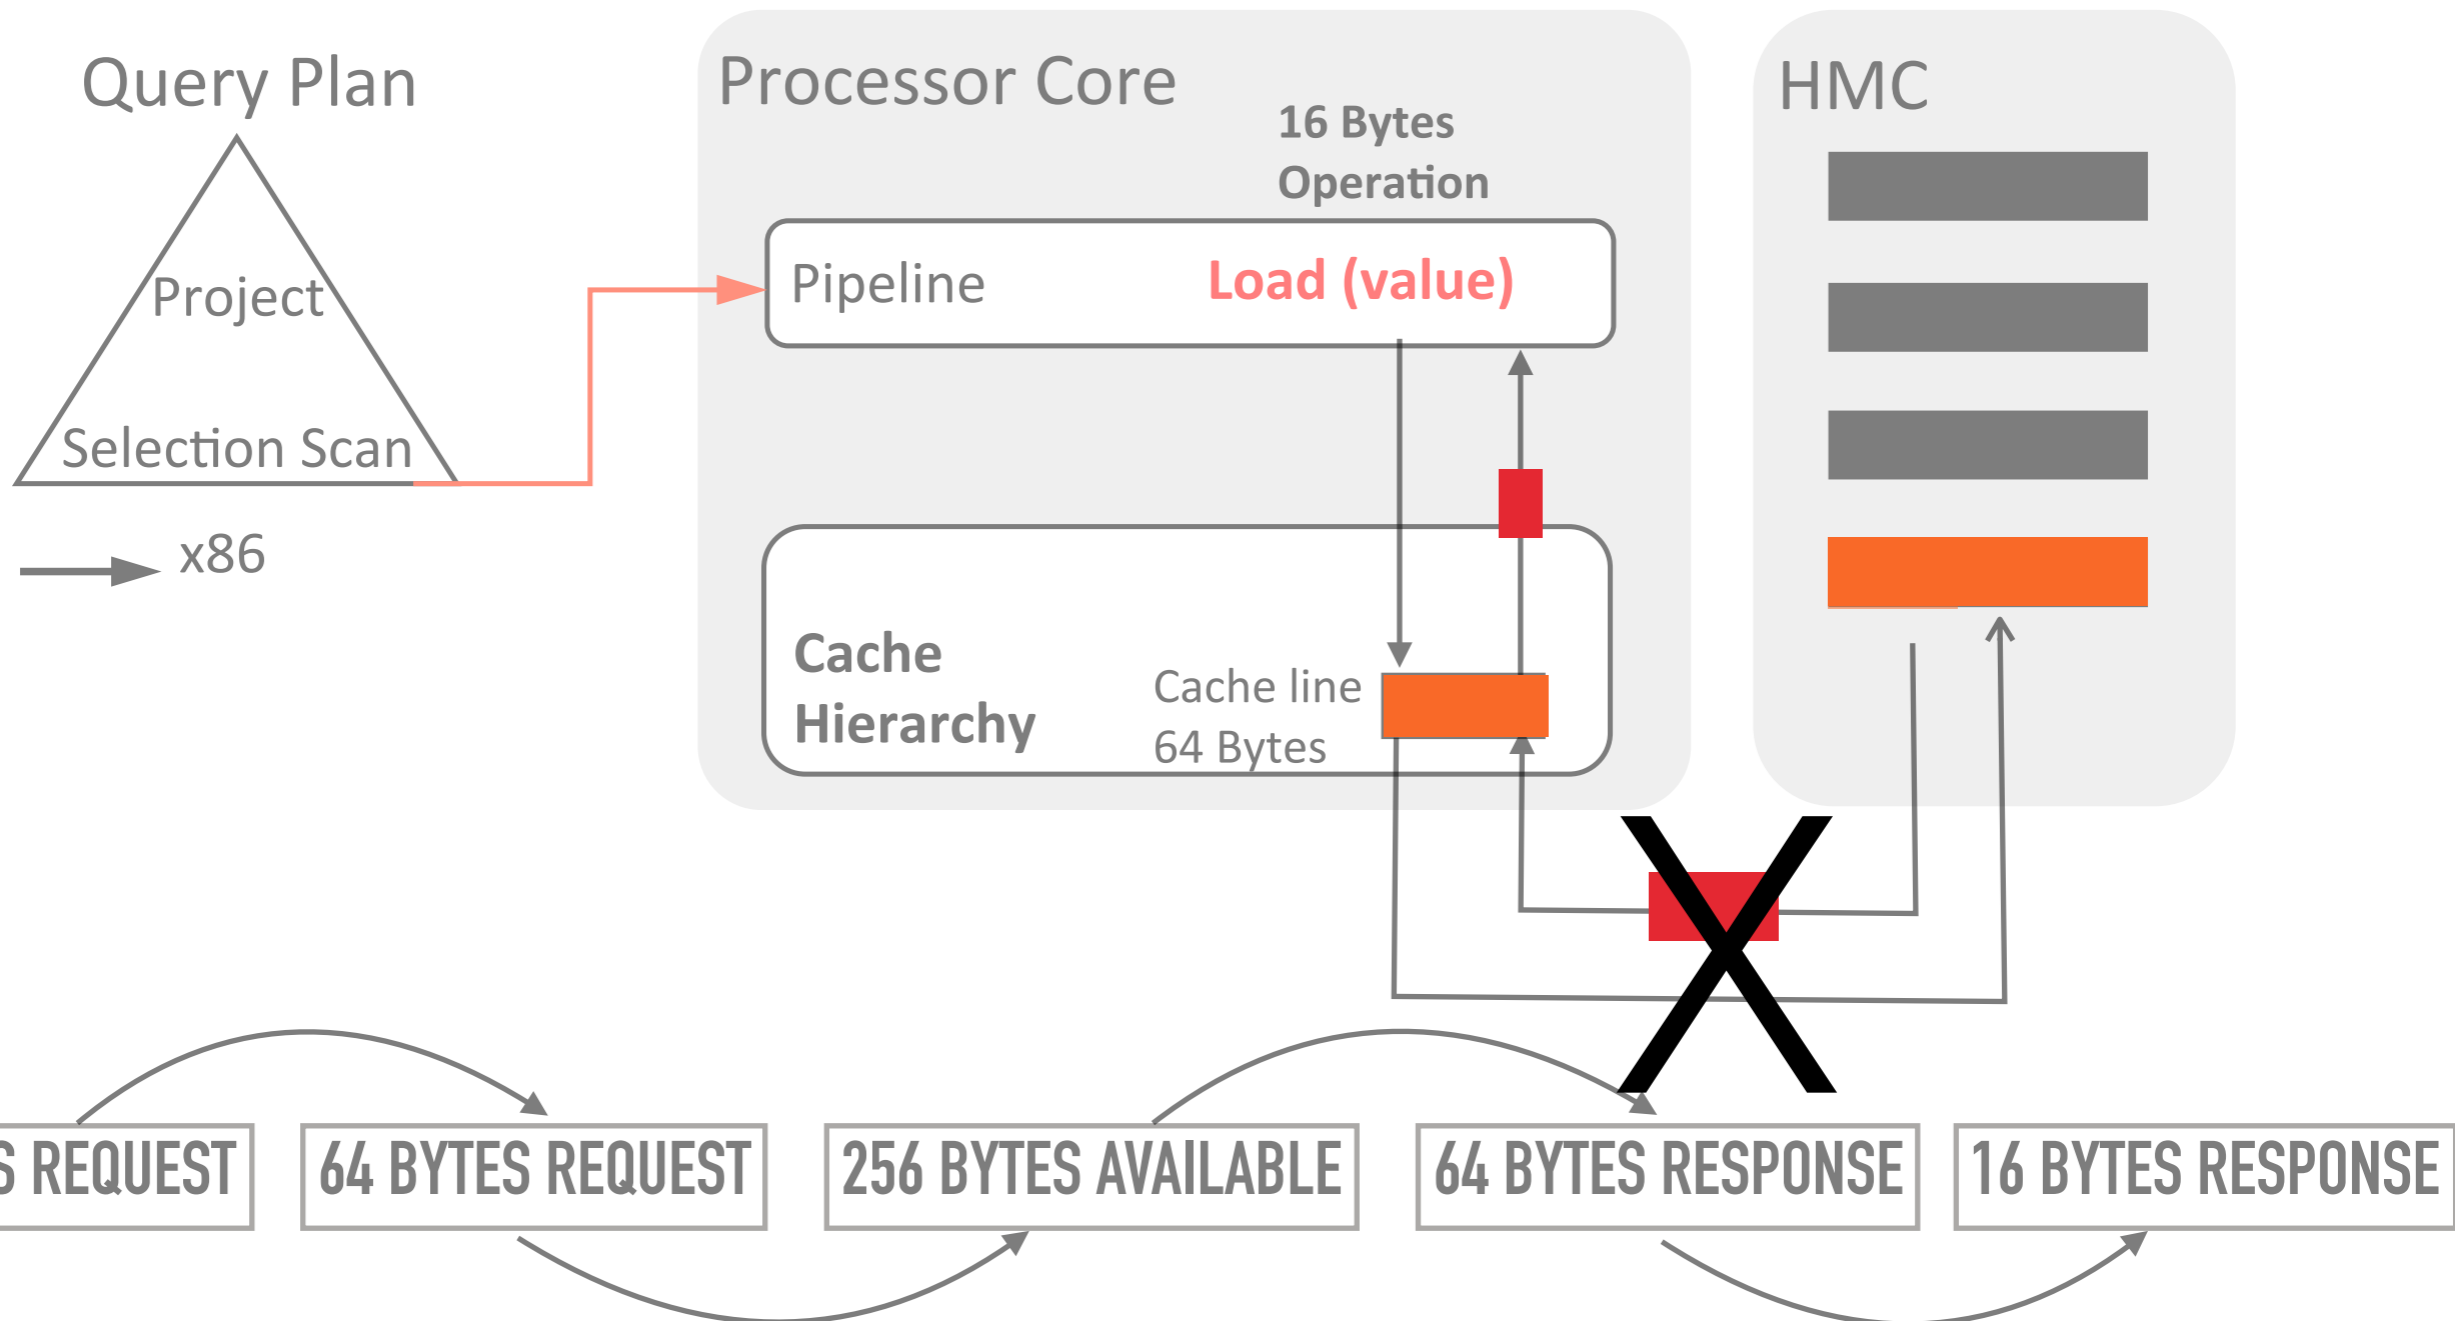 Query Plan
Project
Selection Scan
x86
Processor Core
16 Bytes
Operation
Pipeline
Load (value)
Cache
Hierarchy
Cache line
64 Bytes
HMC
S REQUEST
64 BYTES REQUEST
256 BYTES AVAILABLE
64 BYTES RESPONSE
16 BYTES RESPONSE